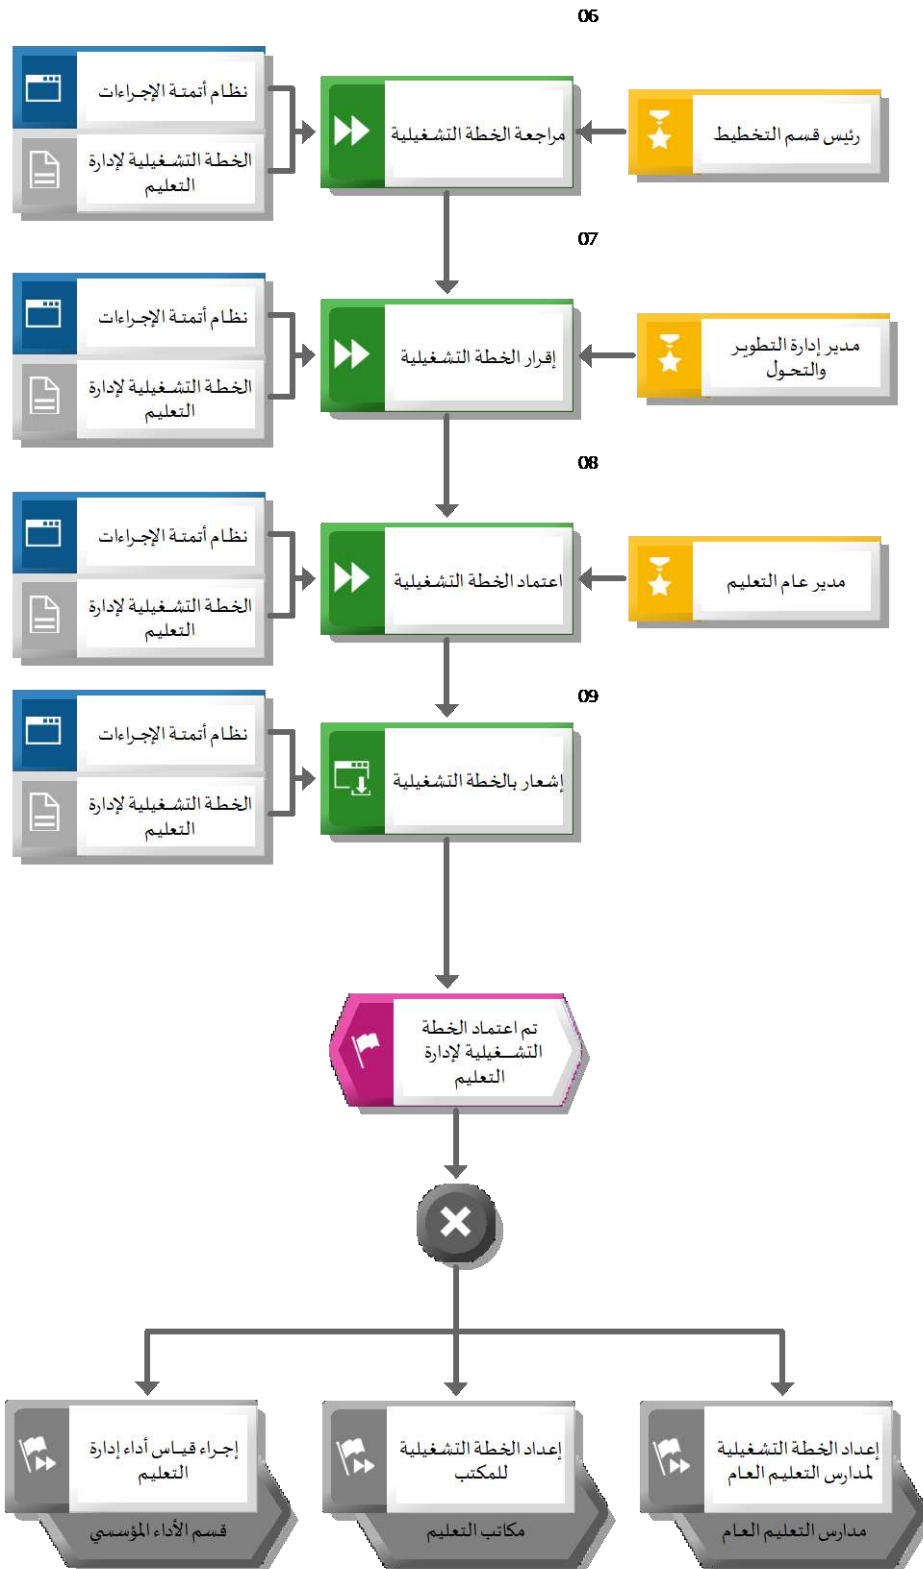 06
رئيس قسم التخطيط
مراجعة الخطة التشغيلية
نظام أتمتة الإجراءات
الخطة التشغيلية لإدارة
التعليم
07
مدير إدارة التطوير
والتحول
إقرار الخطة التشغيلية
نظام أتمتة الإجراءات
الخطة التشغيلية لإدارة
التعليم
08
مدير عام التعليم
اعتماد الخطة التشغيلية
نظام أتمتة الإجراءات
الخطة التشغيلية لإدارة
التعليم
09
إشعار بالخطة التشغيلية
نظام أتمتة الإجراءات
الخطة التشغيلية لإدارة
التعليم
تم اعتماد الخطة
التشغيلية لإدارة
التعليم
إعداد الخطة التشغيلية
لمدارس التعليم العام
مدارس التعليم العام
إعداد الخطة التشغيلية
للمكتب
مكاتب التعليم
إجراء قياس أداء إدارة
التعليم
قسم الأداء المؤسسي